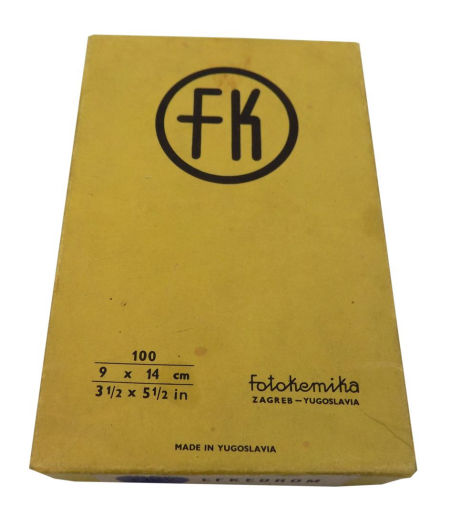 FK
100
9 x 14 cm
3 1/2 x 5 1/2 in
fotokemika
ZAGREB – YUGOSLAVIA
MADE IN YUGOSLAVIA